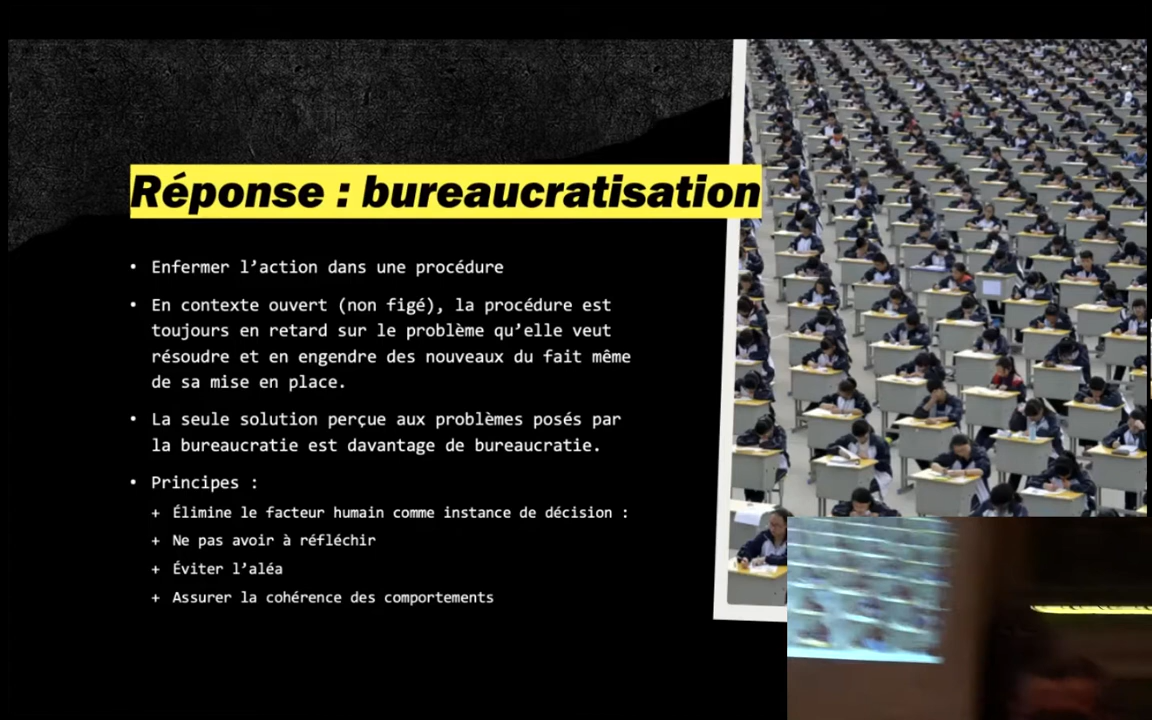 Réponse : bureaucratisation
• Enfermer l’action dans une procédure
• En contexte ouvert (non figé), la procédure est
toujours en retard sur le problème qu’elle veut
résoudre et en engendre des nouveaux du fait même
de sa mise en place.
• La seule solution perçue aux problèmes posés par
la bureaucratie est davantage de bureaucratie.
• Principes :
+ Élimine le facteur humain comme instance de décision :
+ Ne pas avoir à réfléchir
+ Éviter l’aléa
+ Assurer la cohérence des comportements